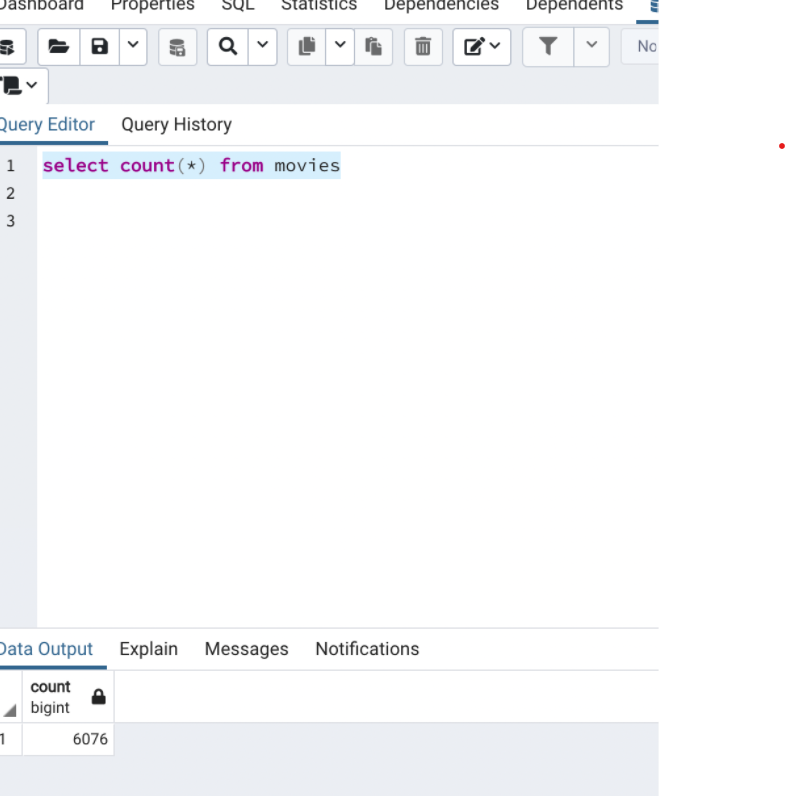 Dashboard Properties SQL Statistics Dependencies Dependents
No
Query Editor Query History
1 select count(*) from movies
2
3
Data Output Explain Messages Notifications
count
bigint
1 6076